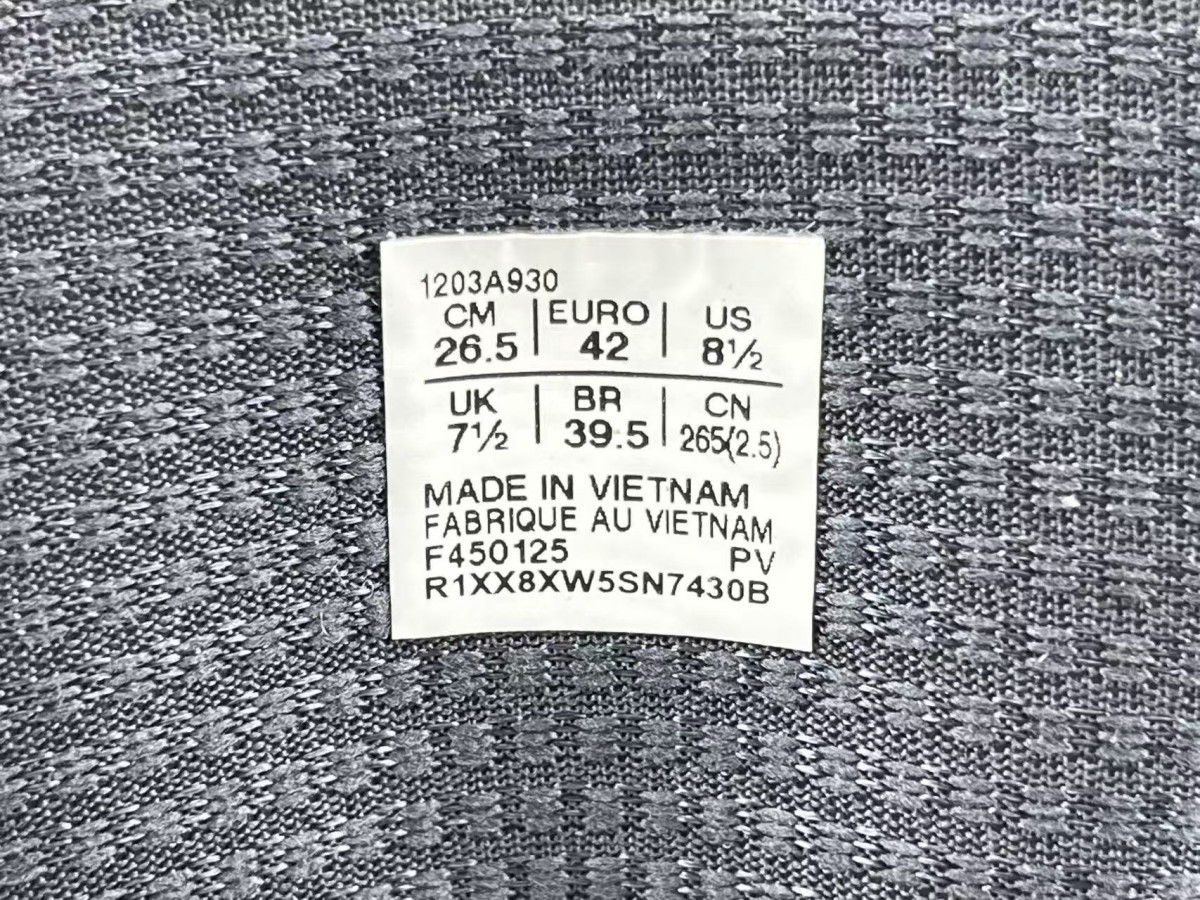 1203A930
CM | EURO | US
26.5 | 42 | 8½
UK | BR | CN
7½ | 39.5 | 265(2.5)
MADE IN VIETNAM
FABRIQUE AU VIETNAM
F450125 PV
R1XX8XW5SN7430B